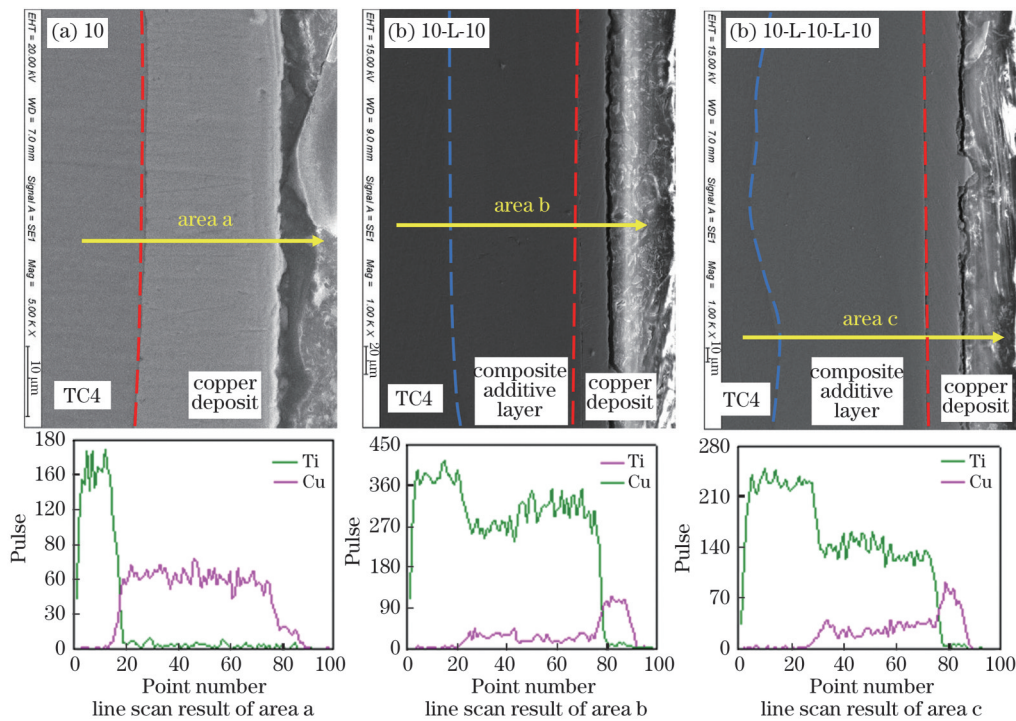 (a) 10
EHT = 20.00 kV WD = 7.0 mm Signal A = SE1 Mag = 5.00 K X
10 µm
area a
TC4
copper
deposit
(b) 10-L-10
EHT = 15.00 kV WD = 9.0 mm Signal A = SE1 Mag = 1.00 K X
20 µm
area b
TC4
composite
additive
layer
copper
deposit
(b) 10-L-10-L-10
EHT = 15.00 kV WD = 7.0 mm Signal A = SE1 Mag = 1.00 K X
10 µm
area c
TC4
composite
additive
layer
copper
deposit
Pulse
180
160
120
80
60
30
0
Ti
Cu
0 20 40 60 80 100
Point number
line scan result of area a
Pulse
450
360
270
180
90
0
Ti
Cu
0 20 40 60 80 100
Point number
line scan result of area b
Pulse
280
210
140
70
0
Ti
Cu
0 20 40 60 80 100
Point number
line scan result of area c